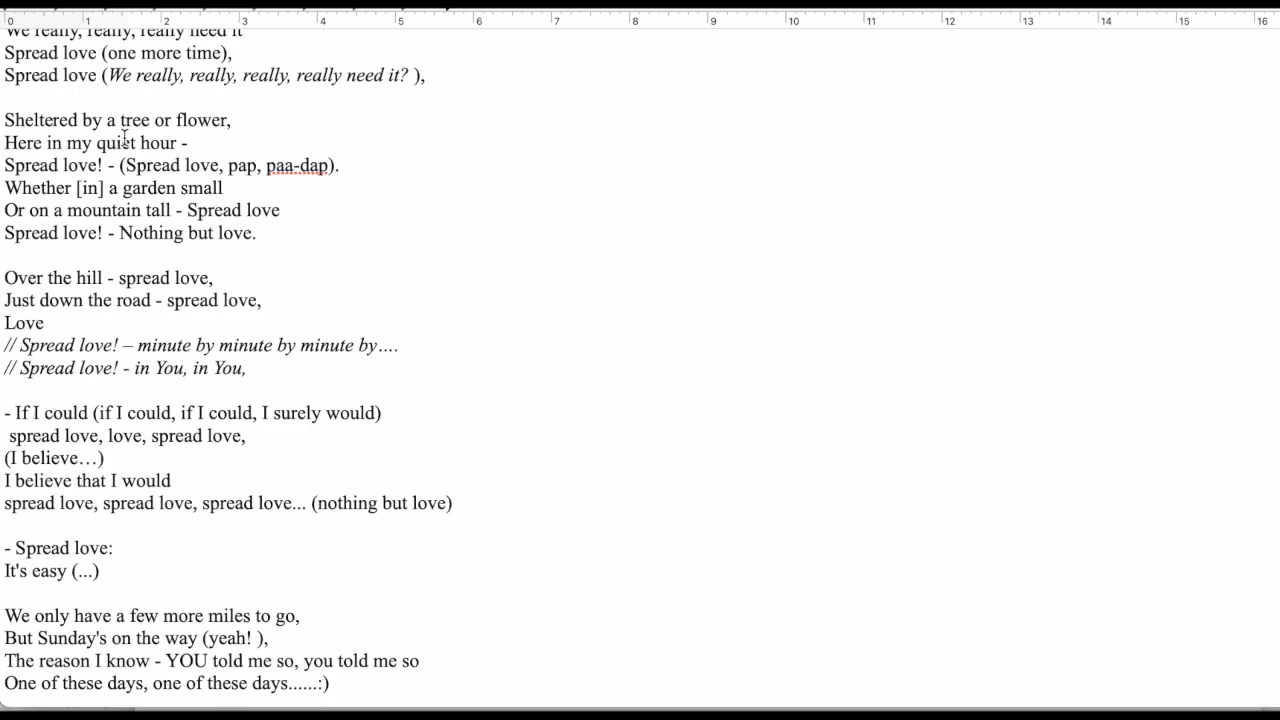 0 1 2 3 4 5 6 7 8 9 10 11 12 13 14 15 16
We really, really, really need it
Spread love (one more time),
Spread love (We really, really, really, really need it? ),
Sheltered by a tree or flower,
Here in my quiet hour -
Spread love! - (Spread love, pap, paa-dap).
Whether [in] a garden small
Or on a mountain tall - Spread love
Spread love! - Nothing but love.
Over the hill - spread love,
Just down the road - spread love,
Love
// Spread love! – minute by minute by minute by….
// Spread love! - in You, in You,
- If I could (if I could, if I could, I surely would)
spread love, love, spread love,
(I believe…)
I believe that I would
spread love, spread love, spread love... (nothing but love)
- Spread love:
It's easy (...)
We only have a few more miles to go,
But Sunday's on the way (yeah! ),
The reason I know - YOU told me so, you told me so
One of these days, one of these days......:)